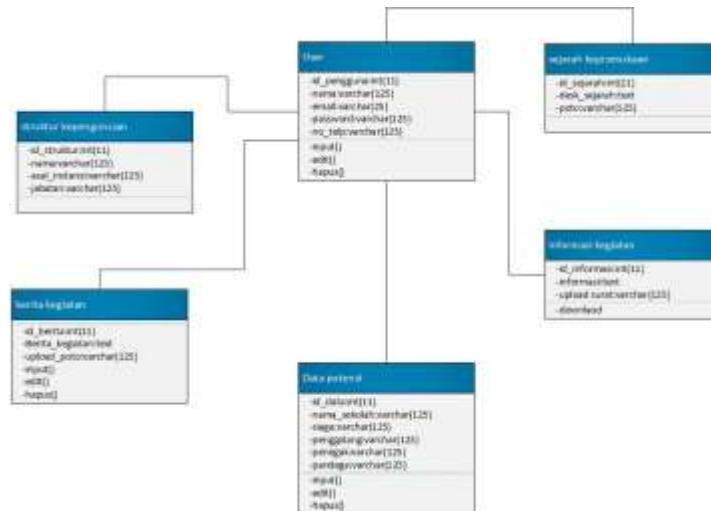 User
-id_pengguna:int(11)
-nama:varchar(125)
-email:varchar(25)
-password:varchar(125)
-no_telp:varchar(125)
-input()
-edit()
-hapus()
sejarah kepramukaan
-id_sejarah:int(11)
-desk_sejarah:text
-poto:varchar(125)
struktur kepengurusan
-id_struktur:int(11)
-nama:varchar(125)
-asal_instansi:varchar(125)
-jabatan:varchar(125)
informasi kegiatan
-id_informasi:int(11)
-informasi:text
-upload surat:varchar(125)
-download
berita kegiatan
-id_berita:int(11)
-Berita_kegiatan:text
-upload_poto:varchar(125)
-input()
-edit()
-hapus()
Data potensi
-id_data:int(11)
-nama_sekolah:varchar(125)
-siaga:varchar(125)
-penggalang:varchar(125)
-penegak:varchar(125)
-pandega:varchar(125)
-input()
-edit()
-hapus()